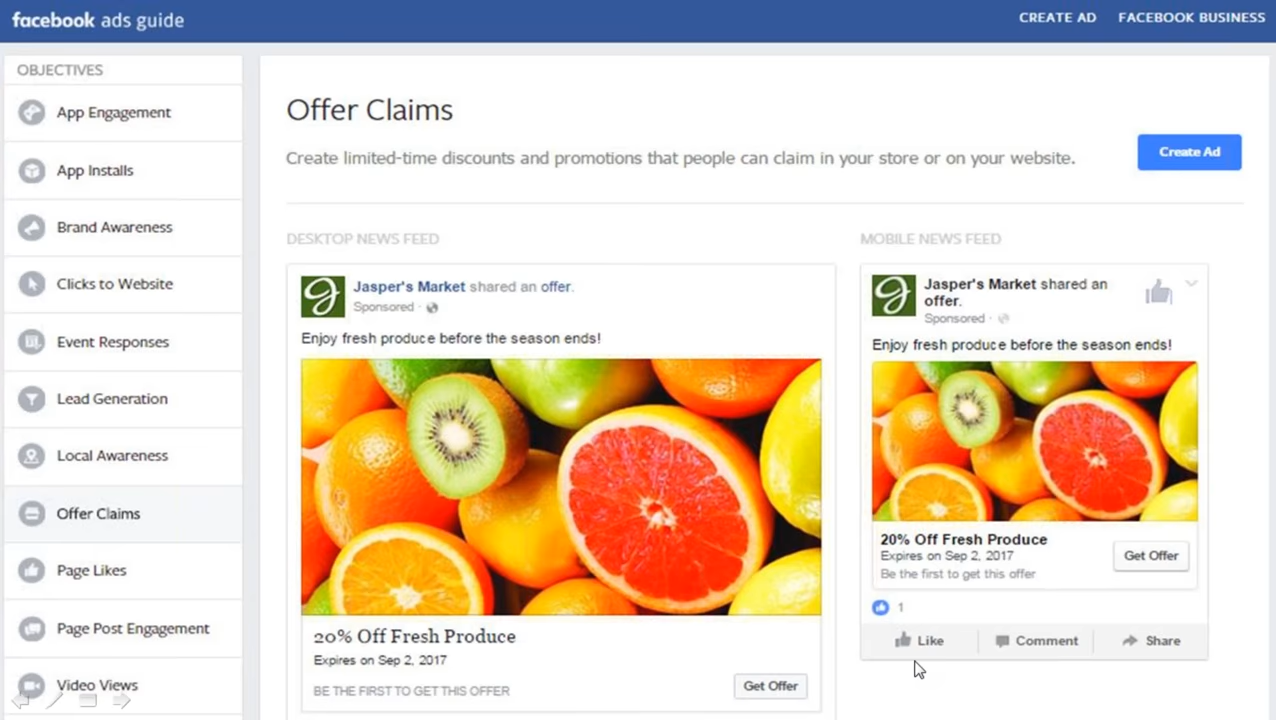 facebook ads guide
CREATE AD FACEBOOK BUSINESS
OBJECTIVES
App Engagement
App Installs
Brand Awareness
Clicks to Website
Event Responses
Lead Generation
Local Awareness
Offer Claims
Page Likes
Page Post Engagement
Video Views
Offer Claims
Create limited-time discounts and promotions that people can claim in your store or on your website.
Create Ad
DESKTOP NEWS FEED
Jasper's Market shared an offer.
Sponsored ·
Enjoy fresh produce before the season ends!
20% Off Fresh Produce
Expires on Sep 2, 2017
BE THE FIRST TO GET THIS OFFER
Get Offer
MOBILE NEWS FEED
Jasper's Market shared an
offer.
Sponsored ·
Enjoy fresh produce before the season ends!
20% Off Fresh Produce
Expires on Sep 2, 2017
Be the first to get this offer
Get Offer
1
Like Comment Share